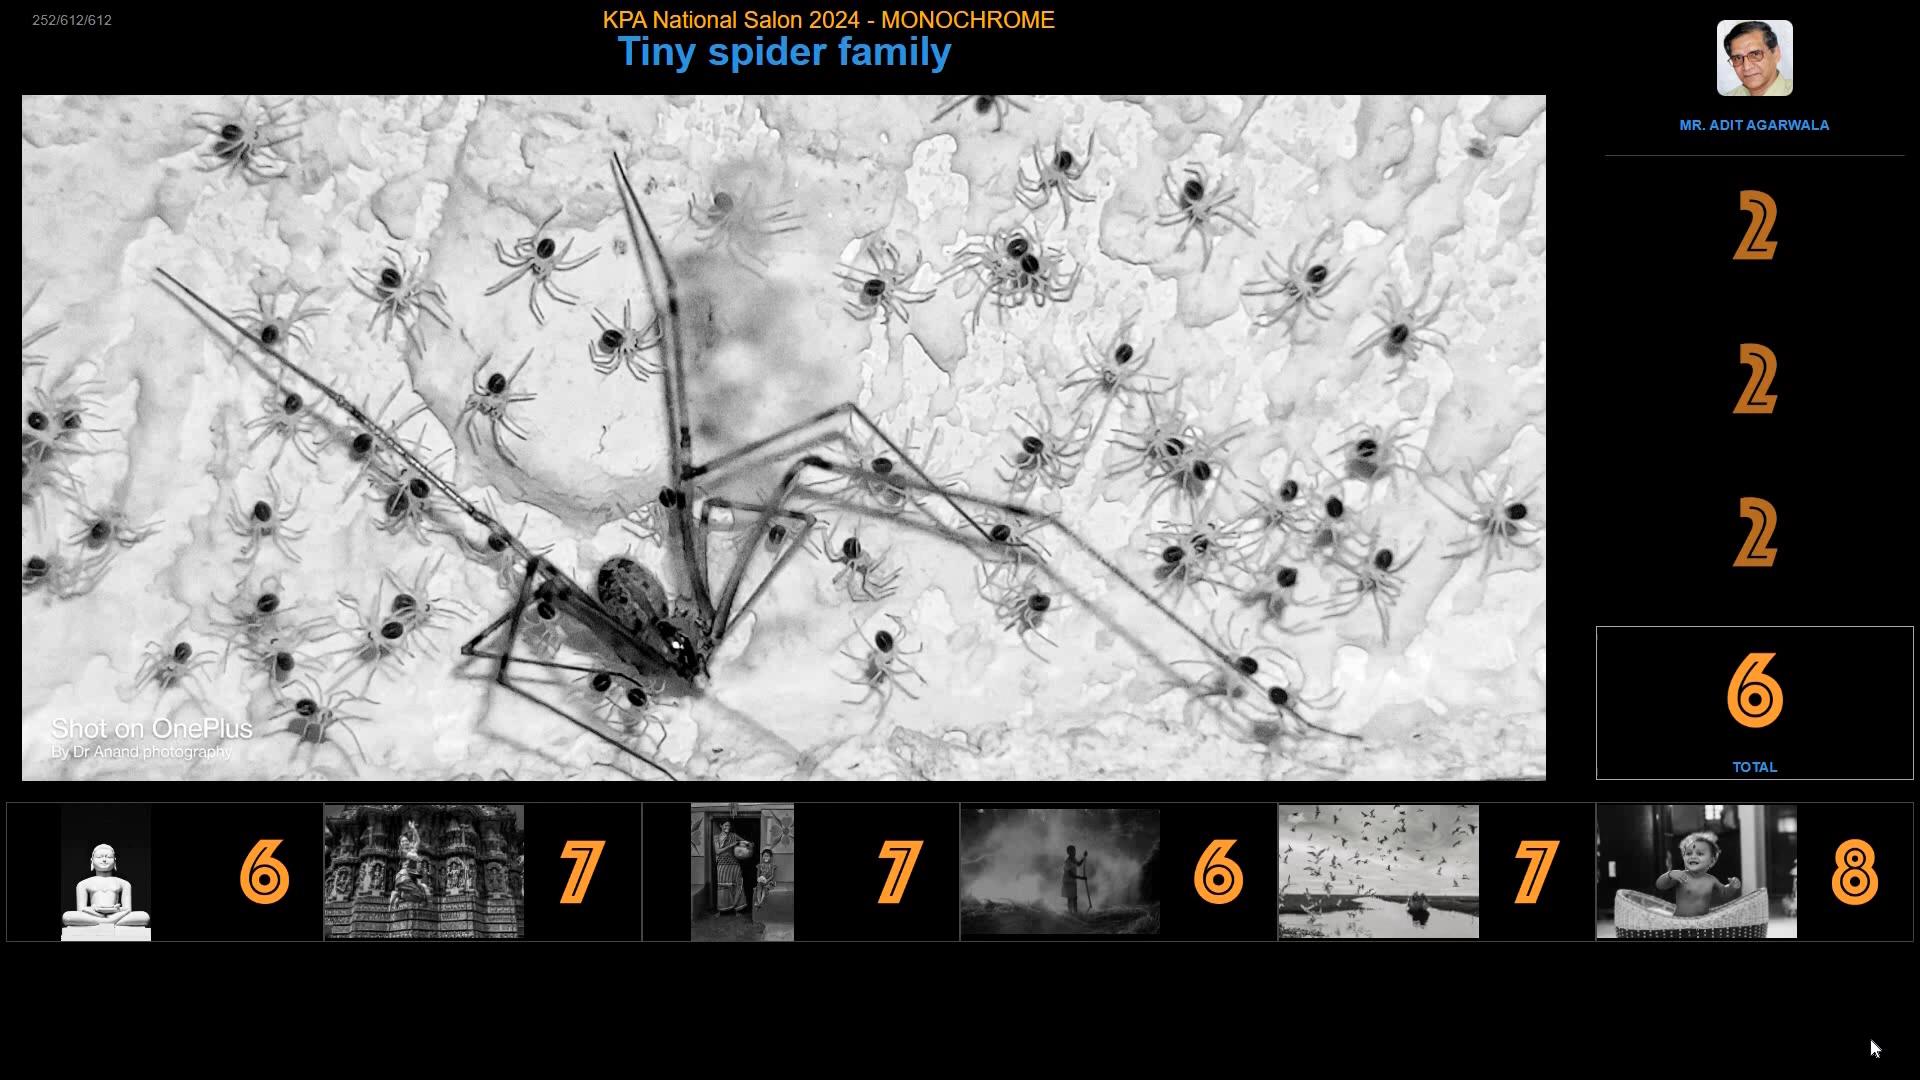 252/612/612
KPA National Salon 2024 - MONOCHROME
Tiny spider family
MR. ADIT AGARWALA
2
2
2
6
TOTAL
Shot on OnePlus
By Dr Anand photography
6
7
7
6
7
8